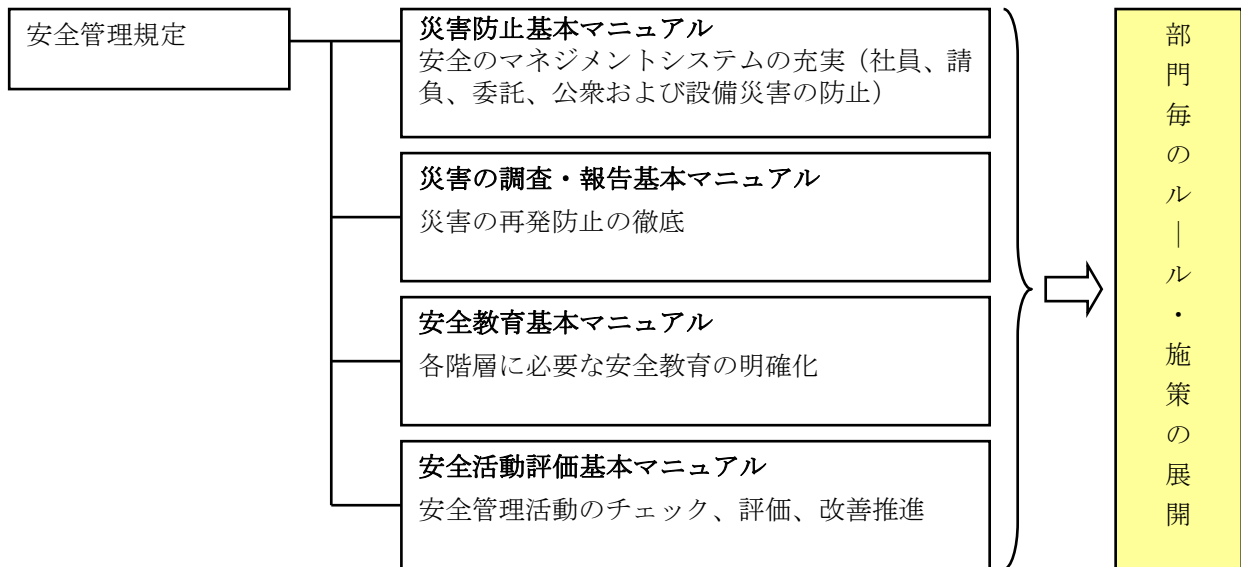 安全管理規定
災害防止基本マニュアル
安全のマネジメントシステムの充実（社員、請
負、委託、公衆および設備災害の防止）
災害の調査・報告基本マニュアル
災害の再発防止の徹底
安全教育基本マニュアル
各階層に必要な安全教育の明確化
安全活動評価基本マニュアル
安全管理活動のチェック、評価、改善推進
部門毎のル｜ル・施策の展開